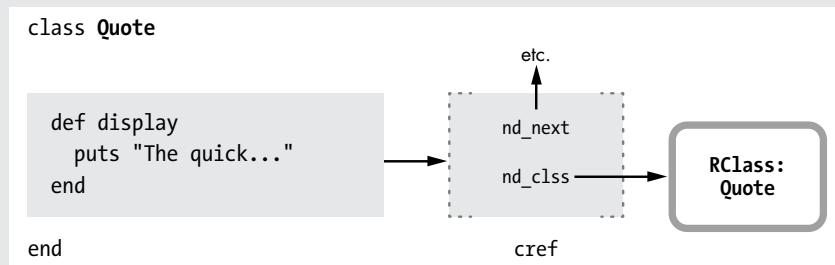 class Quote
etc.
def display
puts "The quick..."
end
nd_next
nd_clss
RClass:
Quote
end
cref